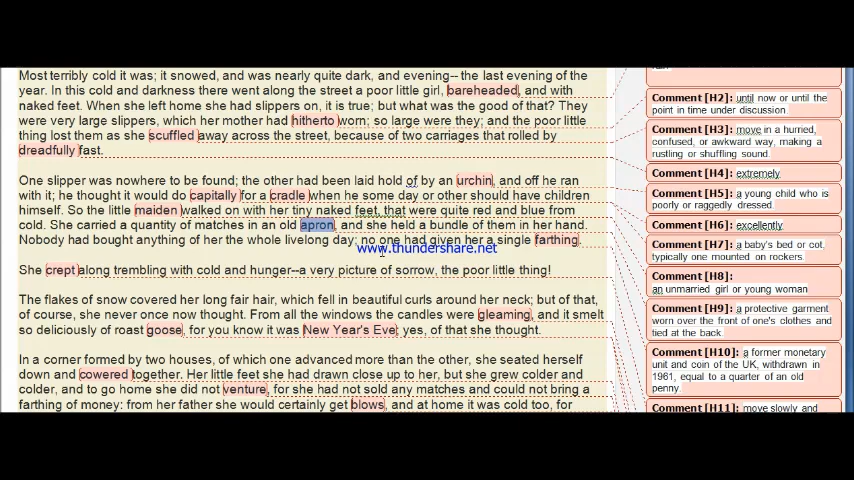 Most terribly cold it was; it snowed, and was nearly quite dark, and evening-- the last evening of the
year. In this cold and darkness there went along the street a poor little girl, bareheaded, and with
naked feet. When she left home she had slippers on, it is true; but what was the good of that? They
were very large slippers, which her mother had hitherto worn; so large were they; and the poor little
thing lost them as she scuffled away across the street, because of two carriages that rolled by
dreadfully fast.
One slipper was nowhere to be found; the other had been laid hold of by an urchin, and off he ran
with it; he thought it would do capitally for a cradle when he some day or other should have children
himself. So the little maiden walked on with her tiny naked feet, that were quite red and blue from
cold. She carried a quantity of matches in an old apron, and she held a bundle of them in her hand.
Nobody had bought anything of her the whole livelong day; no one had given her a single farthing.
www.thundershare.net
She crept along trembling with cold and hunger--a very picture of sorrow, the poor little thing!
The flakes of snow covered her long fair hair, which fell in beautiful curls around her neck; but of that,
of course, she never once now thought. From all the windows the candles were gleaming, and it smelt
so deliciously of roast goose, for you know it was New Year's Eve; yes, of that she thought.
In a corner formed by two houses, of which one advanced more than the other, she seated herself
down and cowered together. Her little feet she had drawn close up to her, but she grew colder and
colder, and to go home she did not venture, for she had not sold any matches and could not bring a
farthing of money: from her father she would certainly get blows, and at home it was cold too, for
Comment [H2]: until now or until the
point in time under discussion
Comment [H3]: move in a hurried,
confused, or awkward way, making a
rustling or shuffling sound.
Comment [H4]: extremely
Comment [H5]: a young child who is
poorly or raggedly dressed
Comment [H6]: excellently
Comment [H7]: a baby's bed or cot,
typically one mounted on rockers.
Comment [H8]:
an unmarried girl or young woman
Comment [H9]: a protective garment
worn over the front of one's clothes and
tied at the back.
Comment [H10]: a former monetary
unit and coin of the UK, withdrawn in
1961, equal to a quarter of an old
penny.
Comment [H11]: move slowly and